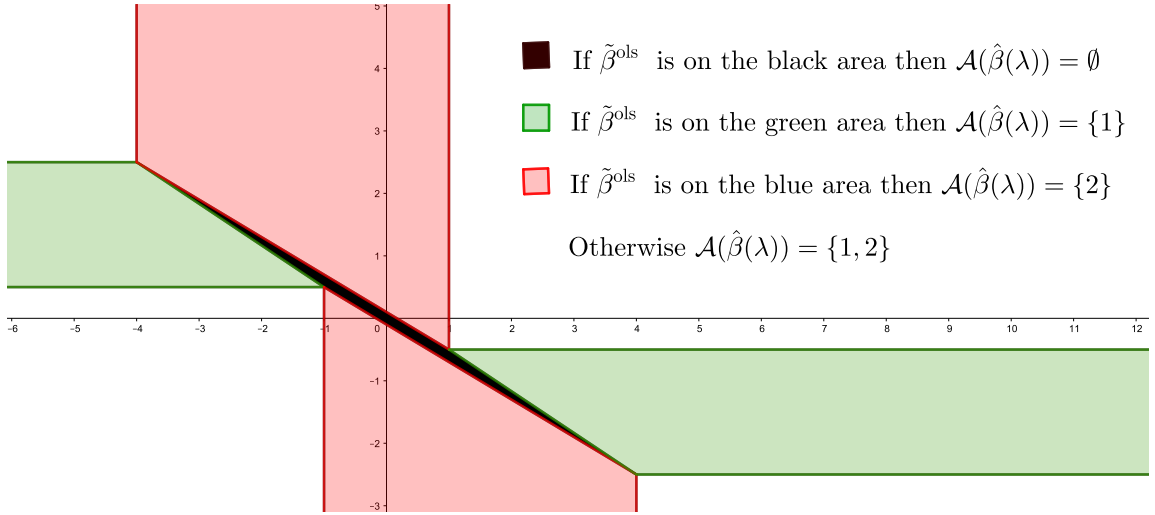 If β̃^ols is on the black area then 𝒜(β̂(λ)) = ∅
If β̃^ols is on the green area then 𝒜(β̂(λ)) = {1}
If β̃^ols is on the blue area then 𝒜(β̂(λ)) = {2}
Otherwise 𝒜(β̂(λ)) = {1, 2}
5
4
3
2
1
−6 −5 −4 −3 −2 −1 0 1 2 3 4 5 6 7 8 9 10 11 12
−1
−2
−3